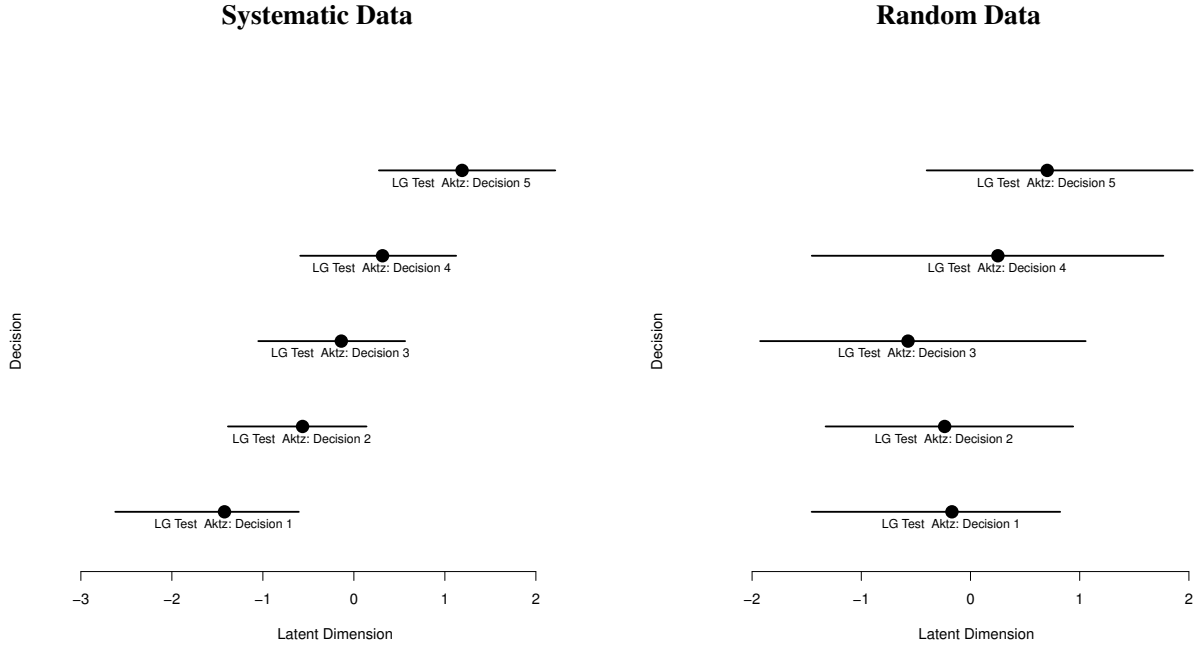 Systematic Data
LG Test  Aktz: Decision 5
LG Test  Aktz: Decision 4
LG Test  Aktz: Decision 3
LG Test  Aktz: Decision 2
LG Test  Aktz: Decision 1
Decision
−3 −2 −1 0 1 2
Latent Dimension
Random Data
LG Test  Aktz: Decision 5
LG Test  Aktz: Decision 4
LG Test  Aktz: Decision 3
LG Test  Aktz: Decision 2
LG Test  Aktz: Decision 1
Decision
−2 −1 0 1 2
Latent Dimension